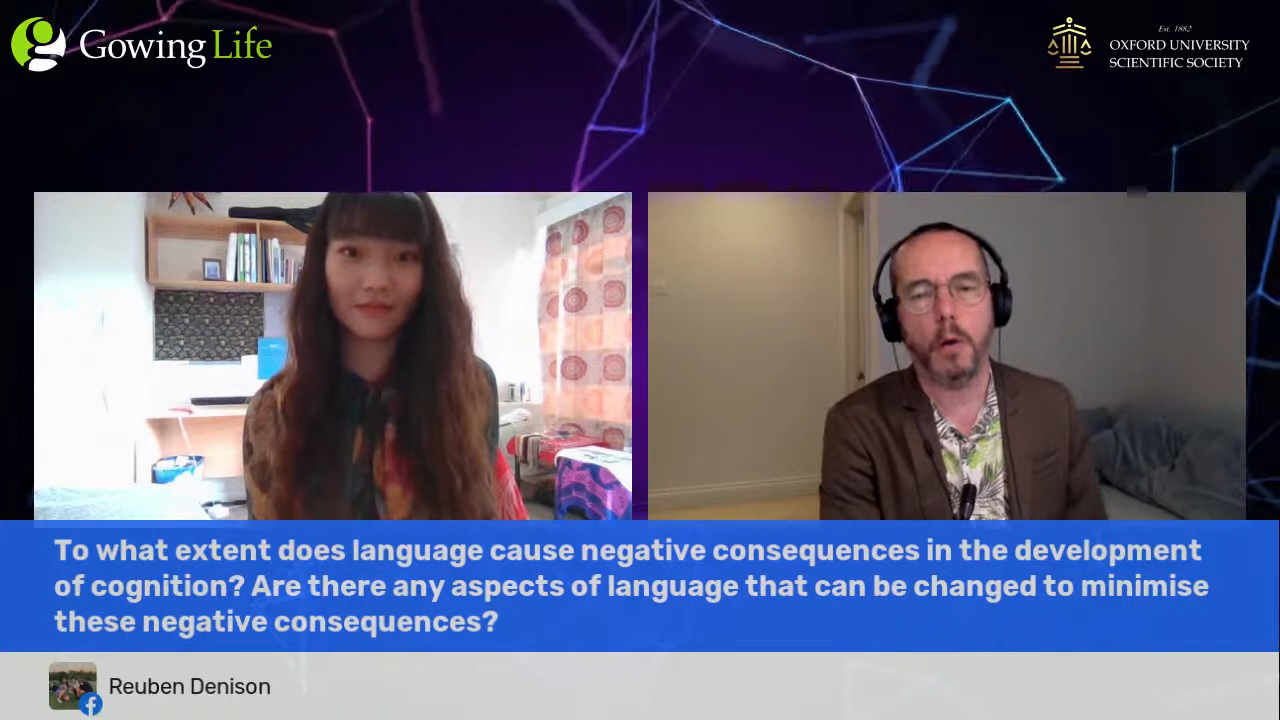 Gowing Life
Est. 1882
OXFORD UNIVERSITY
SCIENTIFIC SOCIETY
To what extent does language cause negative consequences in the development
of cognition? Are there any aspects of language that can be changed to minimise
these negative consequences?
Reuben Denison